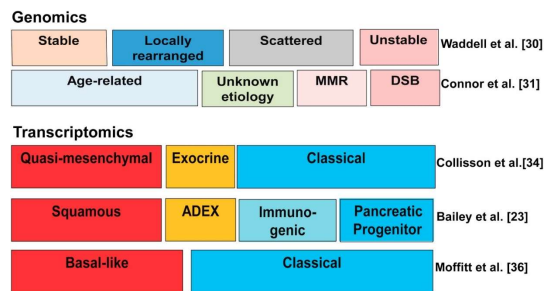 Genomics
Stable Locally rearranged Scattered Unstable Waddell et al. [30]
Age-related Unknown etiology MMR DSB Connor et al. [31]
Transcriptomics
Quasi-mesenchymal Exocrine Classical Collisson et al.[34]
Squamous ADEX Immuno-genic Pancreatic Progenitor Bailey et al. [23]
Basal-like Classical Moffitt et al. [36]